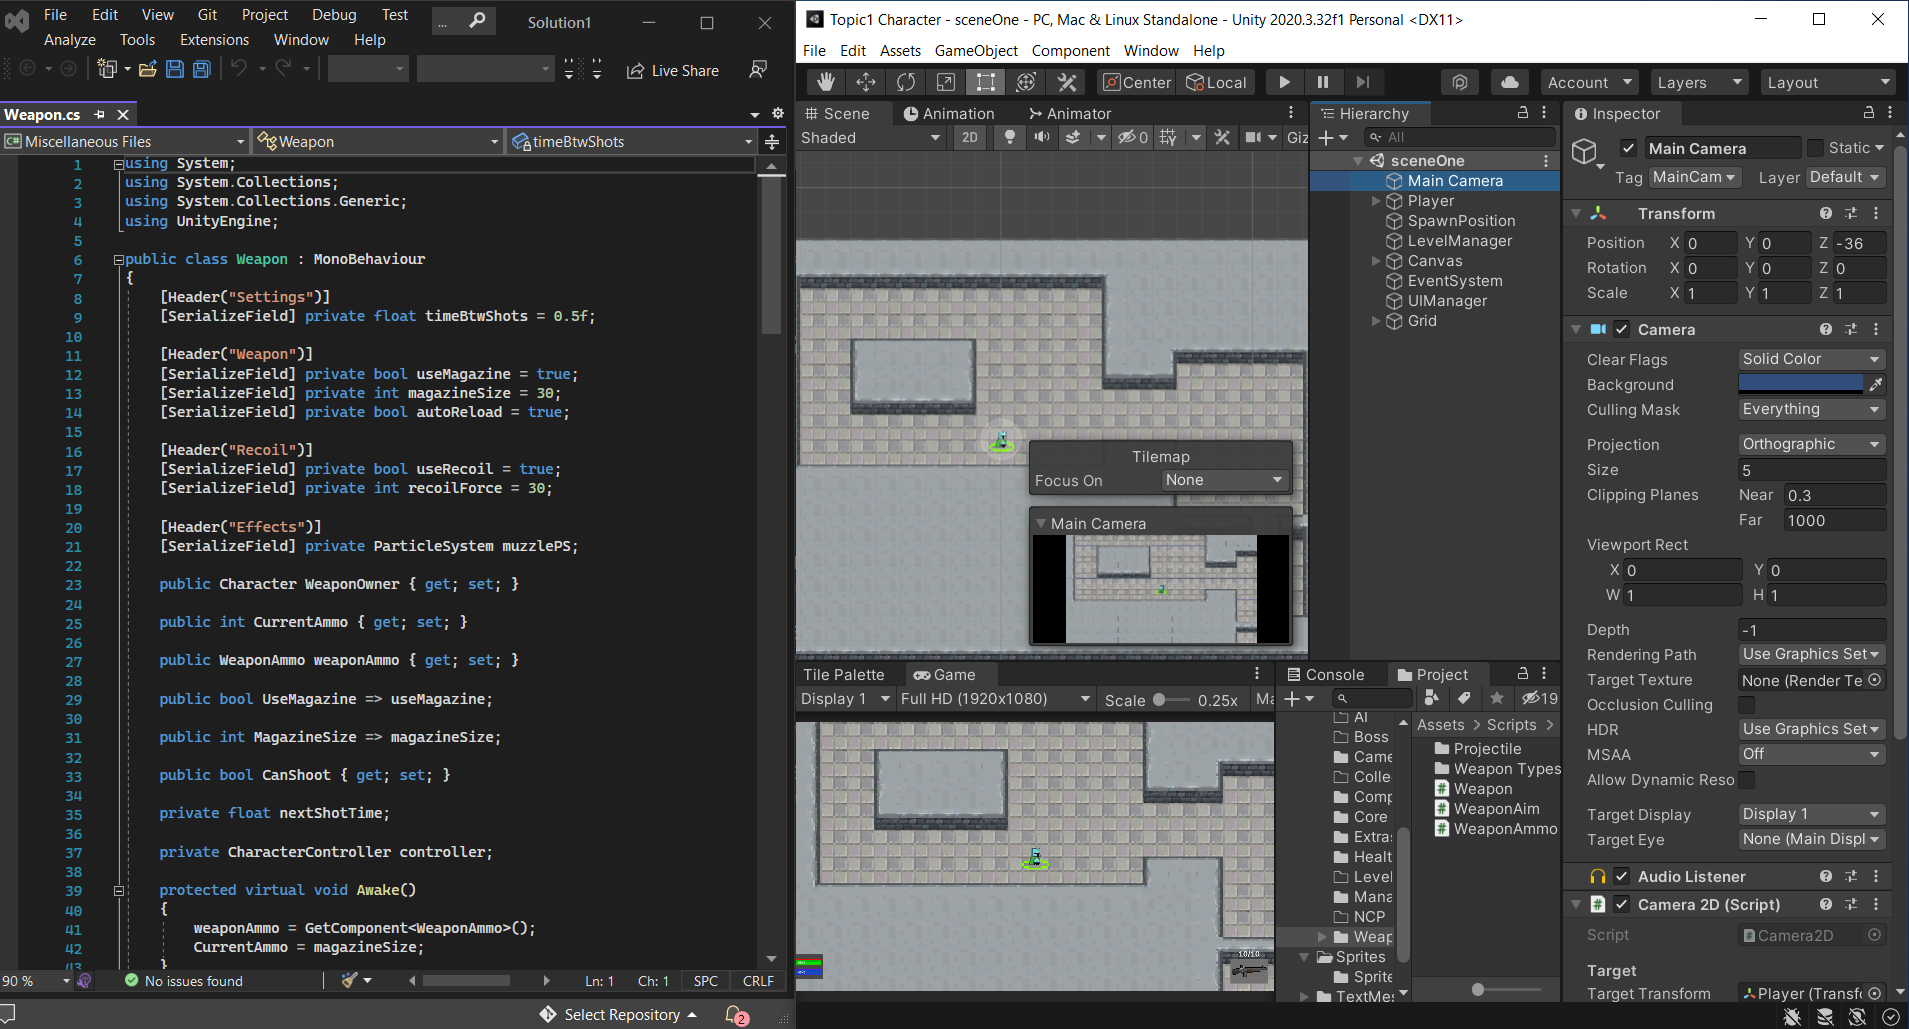 File Edit View Git Project Debug Test
Analyze Tools Extensions Window Help
... Solution1
Live Share
Weapon.cs
Miscellaneous Files Weapon timeBtwShots
1 using System;
2 using System.Collections;
3 using System.Collections.Generic;
4 using UnityEngine;
5
6 public class Weapon : MonoBehaviour
7 {
8 [Header("Settings")]
9 [SerializeField] private float timeBtwShots = 0.5f;
10
11 [Header("Weapon")]
12 [SerializeField] private bool useMagazine = true;
13 [SerializeField] private int magazineSize = 30;
14 [SerializeField] private bool autoReload = true;
15
16 [Header("Recoil")]
17 [SerializeField] private bool useRecoil = true;
18 [SerializeField] private int recoilForce = 30;
19
20 [Header("Effects")]
21 [SerializeField] private ParticleSystem muzzlePS;
22
23 public Character WeaponOwner { get; set; }
24
25 public int CurrentAmmo { get; set; }
26
27 public WeaponAmmo weaponAmmo { get; set; }
28
29 public bool UseMagazine => useMagazine;
30
31 public int MagazineSize => magazineSize;
32
33 public bool CanShoot { get; set; }
34
35 private float nextShotTime;
36
37 private CharacterController controller;
38
39 protected virtual void Awake()
40 {
41 weaponAmmo = GetComponent<WeaponAmmo>();
42 CurrentAmmo = magazineSize;
43 }
90 % No issues found Ln: 1 Ch: 1 SPC CRLF
Select Repository 2
Topic1 Character - sceneOne - PC, Mac & Linux Standalone - Unity 2020.3.32f1 Personal <DX11>
File Edit Assets GameObject Component Window Help
Center Local Account Layers Layout
Scene Animation Animator
Shaded 2D 0 Giz
Tilemap
Focus On None
Main Camera
Hierarchy
All
sceneOne
Main Camera
Player
SpawnPosition
LevelManager
Canvas
EventSystem
UIManager
Grid
Tile Palette Game
Display 1 Full HD (1920x1080) Scale 0.25x Ma
10/10
Console Project
19
AI
Boss
Came
Colle
Comp
Core
Extra
Healt
Level
Mana
NCP
Weap
Sprites
Sprite
TextMes
Assets > Scripts >
Projectile
Weapon Types
Weapon
WeaponAim
WeaponAmmo
Inspector
Main Camera Static
Tag MainCam Layer Default
Transform
Position X 0 Y 0 Z -36
Rotation X 0 Y 0 Z 0
Scale X 1 Y 1 Z 1
Camera
Clear Flags Solid Color
Background
Culling Mask Everything
Projection Orthographic
Size 5
Clipping Planes Near 0.3
Far 1000
Viewport Rect
X 0 Y 0
W 1 H 1
Depth -1
Rendering Path Use Graphics Set
Target Texture None (Render Te
Occlusion Culling
HDR Use Graphics Set
MSAA Off
Allow Dynamic Reso
Target Display Display 1
Target Eye None (Main Displ
Audio Listener
Camera 2D (Script)
Script Camera2D
Target
Target Transform Player (Transfo